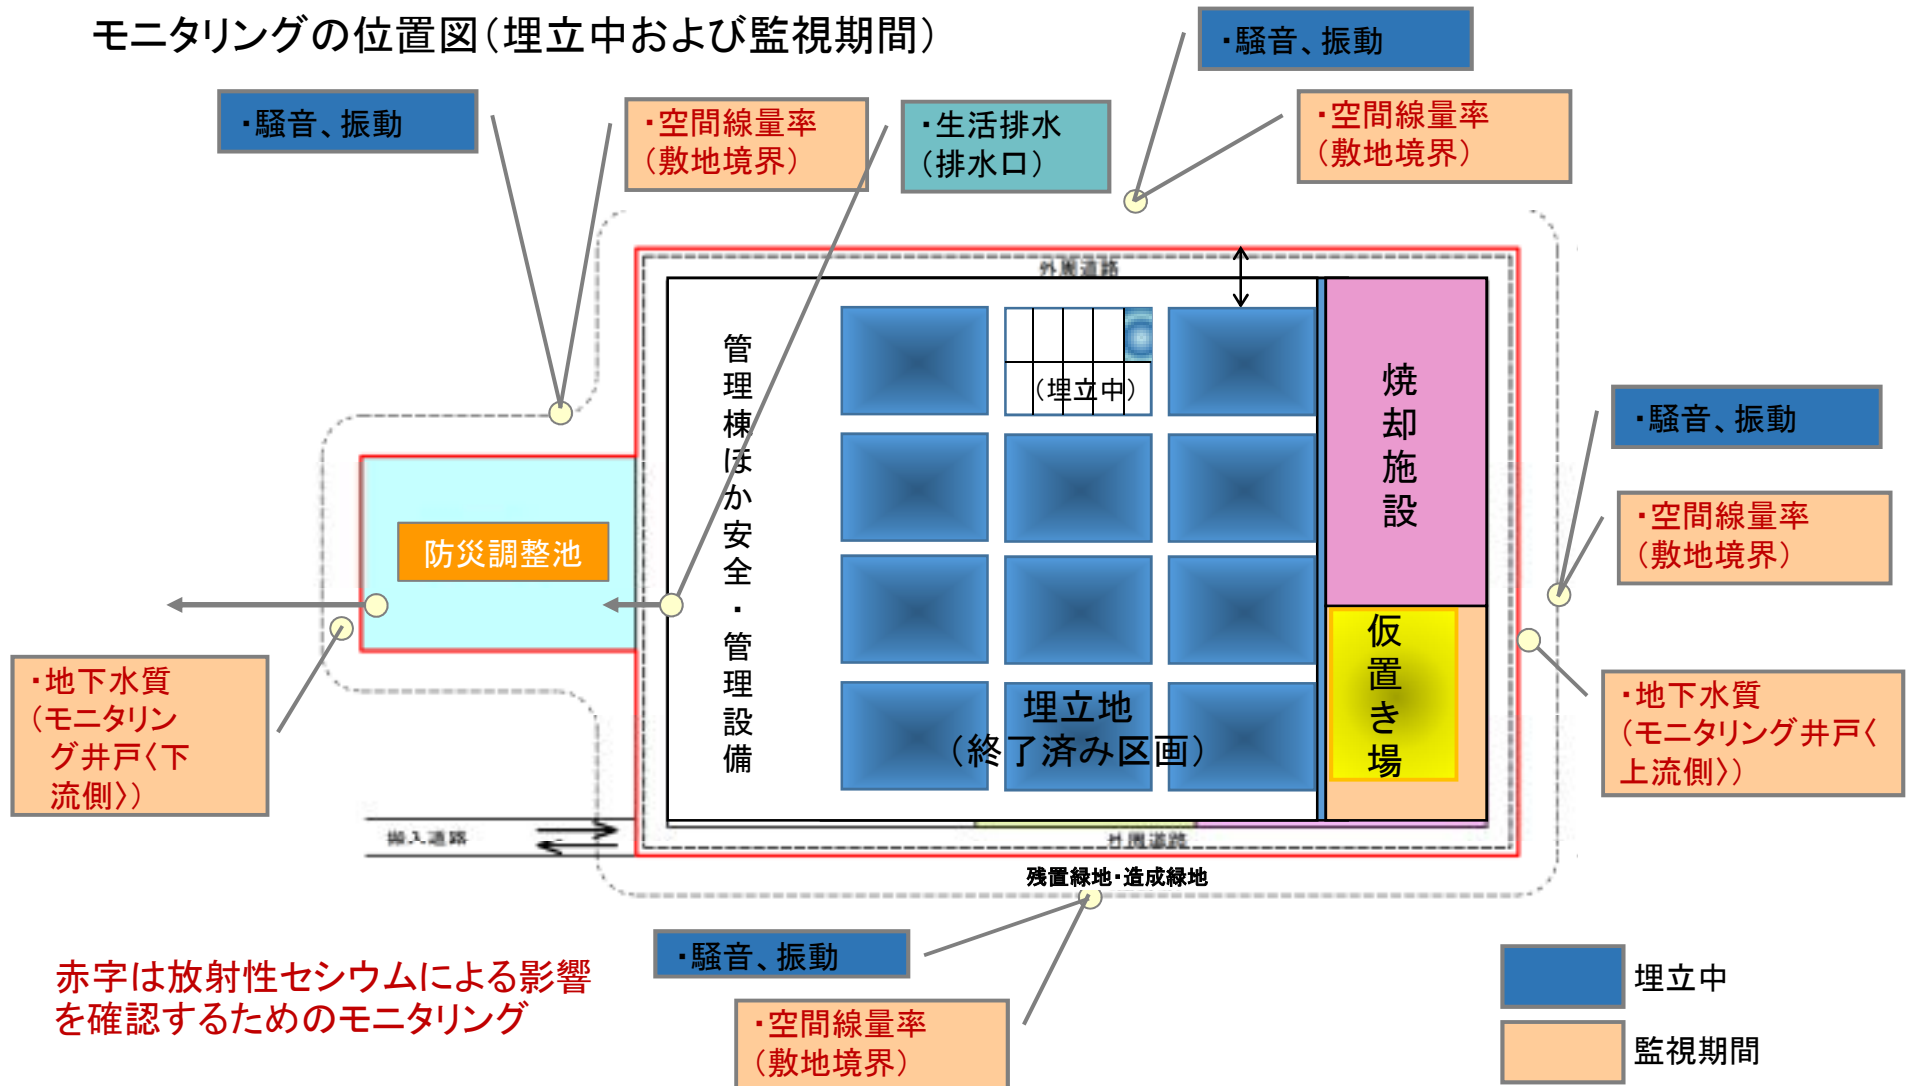 モニタリングの位置図（埋立中および監視期間）
・騒音、振動
・騒音、振動
・空間線量率
（敷地境界）
・生活排水
（排水口）
・空間線量率
（敷地境界）
外周道路
管理棟ほか安全・管理設備
（埋立中）
焼却施設
・騒音、振動
・空間線量率
（敷地境界）
防災調整池
仮置き場
・地下水質
（モニタリン
グ井戸〈下
流側〉）
埋立地
（終了済み区画）
・地下水質
（モニタリング井戸〈
上流側〉）
搬入道路
外周道路
残置緑地・造成緑地
・騒音、振動
・空間線量率
（敷地境界）
赤字は放射性セシウムによる影響
を確認するためのモニタリング
埋立中
監視期間